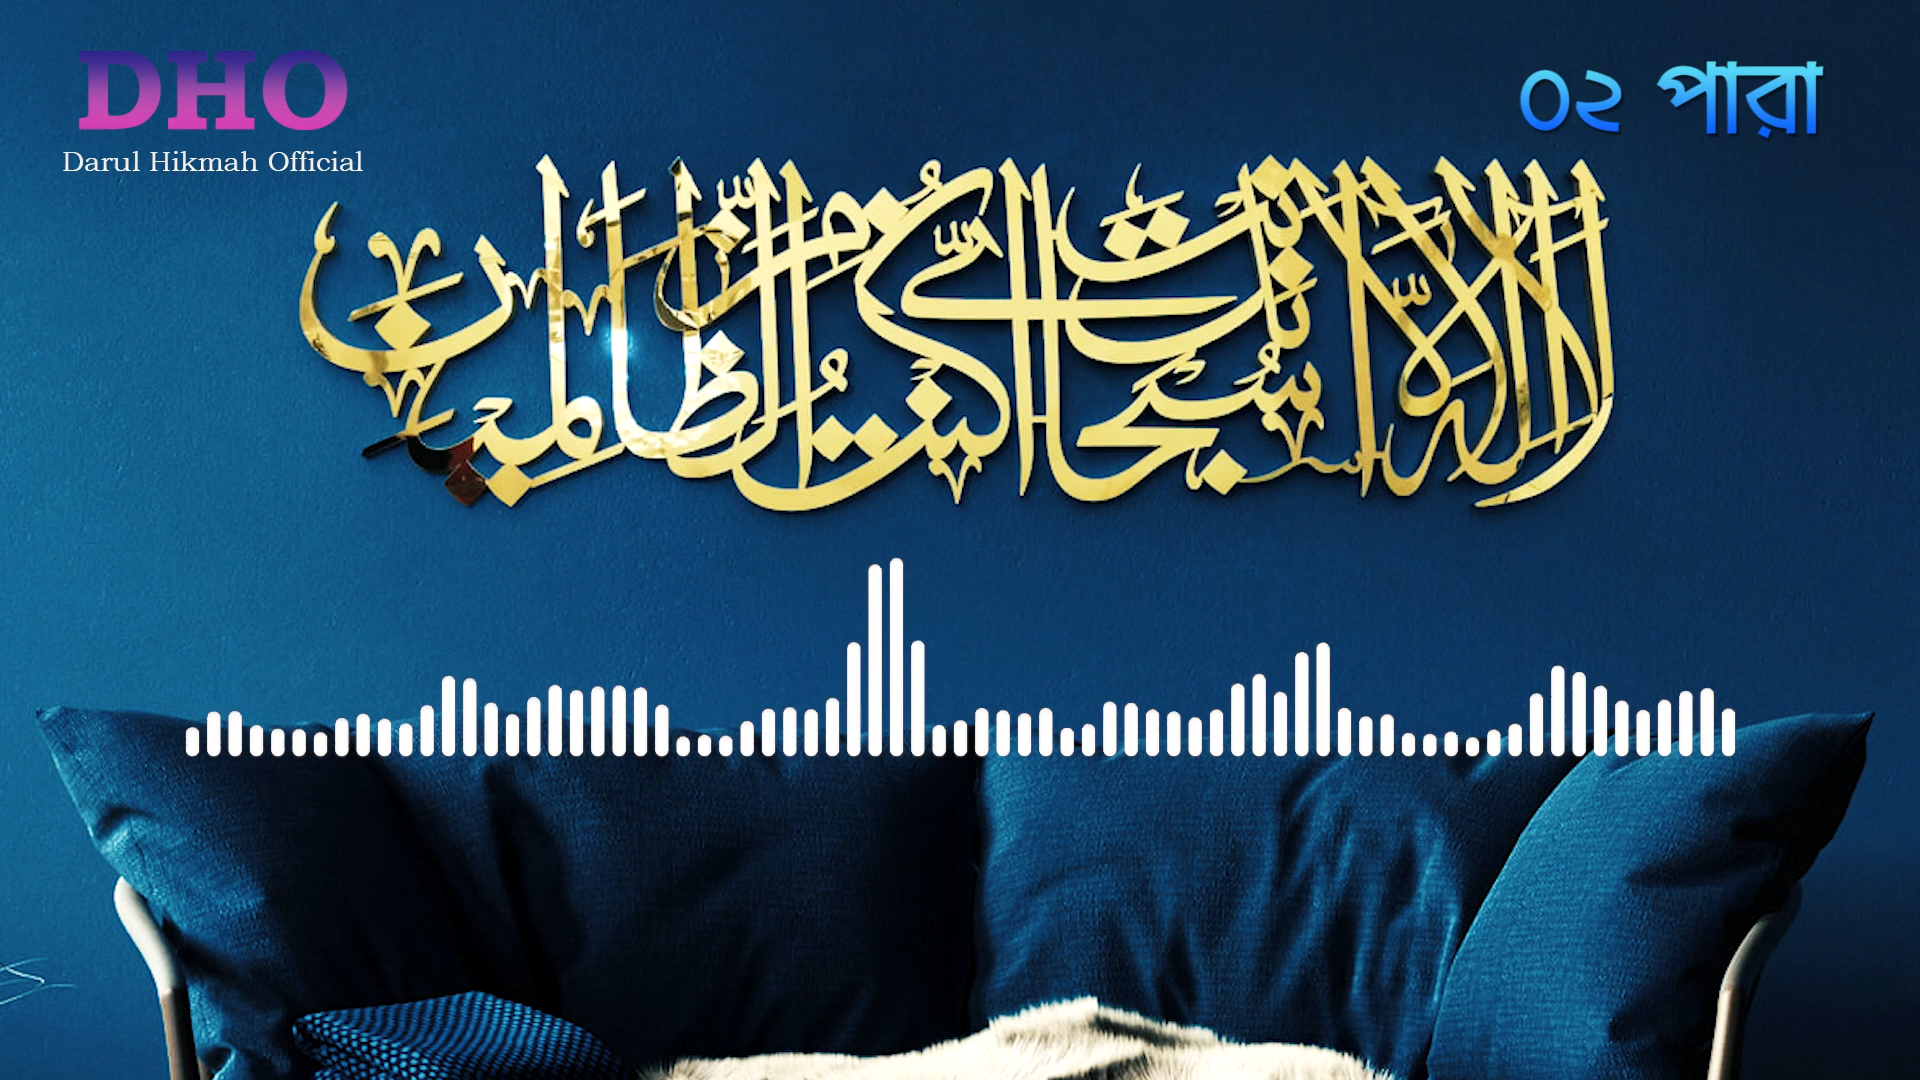 DHO
Darul Hikmah Official
০২ পারা
لا إله إلا أنت سبحانك إني كنت من الظالمين